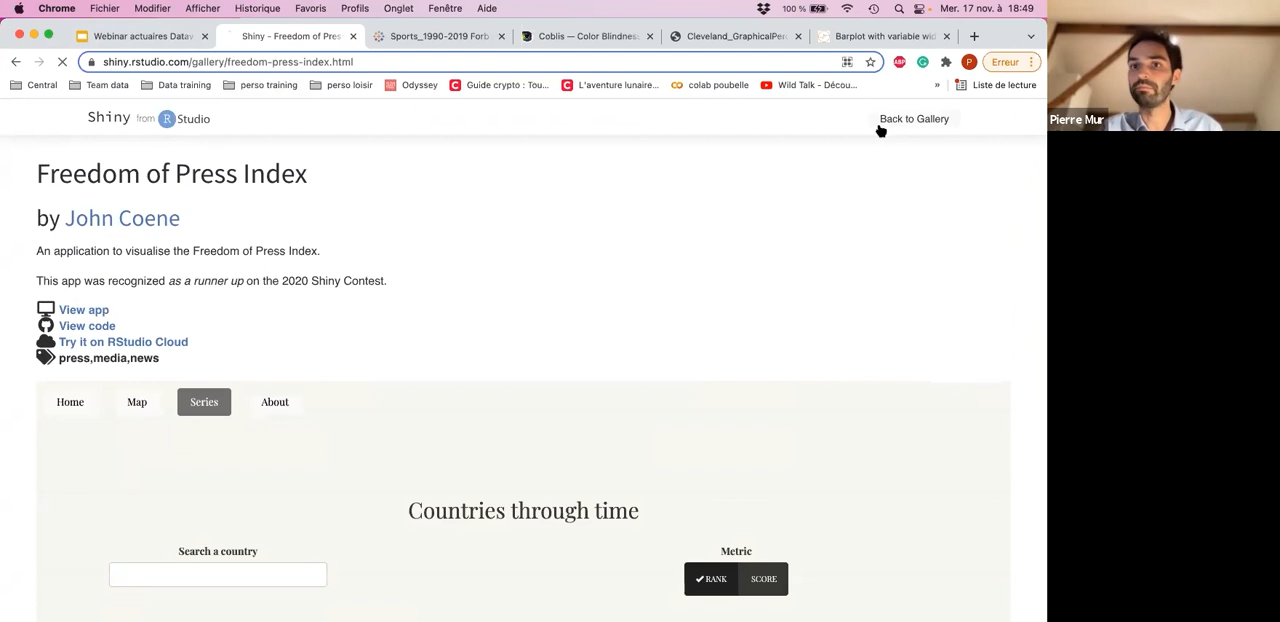 Chrome Fichier Modifier Afficher Historique Favoris Profils Onglet Fenêtre Aide 100 % Mer. 17 nov. à 18:49
Webinar actuaires Datav Shiny - Freedom of Pres Sports_1990-2019 Forb Coblis — Color Blindnes Cleveland_GraphicalPer Barplot with variable wid
shiny.rstudio.com/gallery/freedom-press-index.html ABP P Erreur
Central Team data Data training perso training perso loisir Odyssey Guide crypto : Tou... L'aventure lunaire... colab poubelle Wild Talk - Décou... » Liste de lecture
Shiny from R Studio Back to Gallery
Pierre Mur
Freedom of Press Index
by John Coene
An application to visualise the Freedom of Press Index.
This app was recognized as a runner up on the 2020 Shiny Contest.
View app
View code
Try it on RStudio Cloud
press,media,news
Home Map Series About
Countries through time
Search a country Metric
RANK SCORE